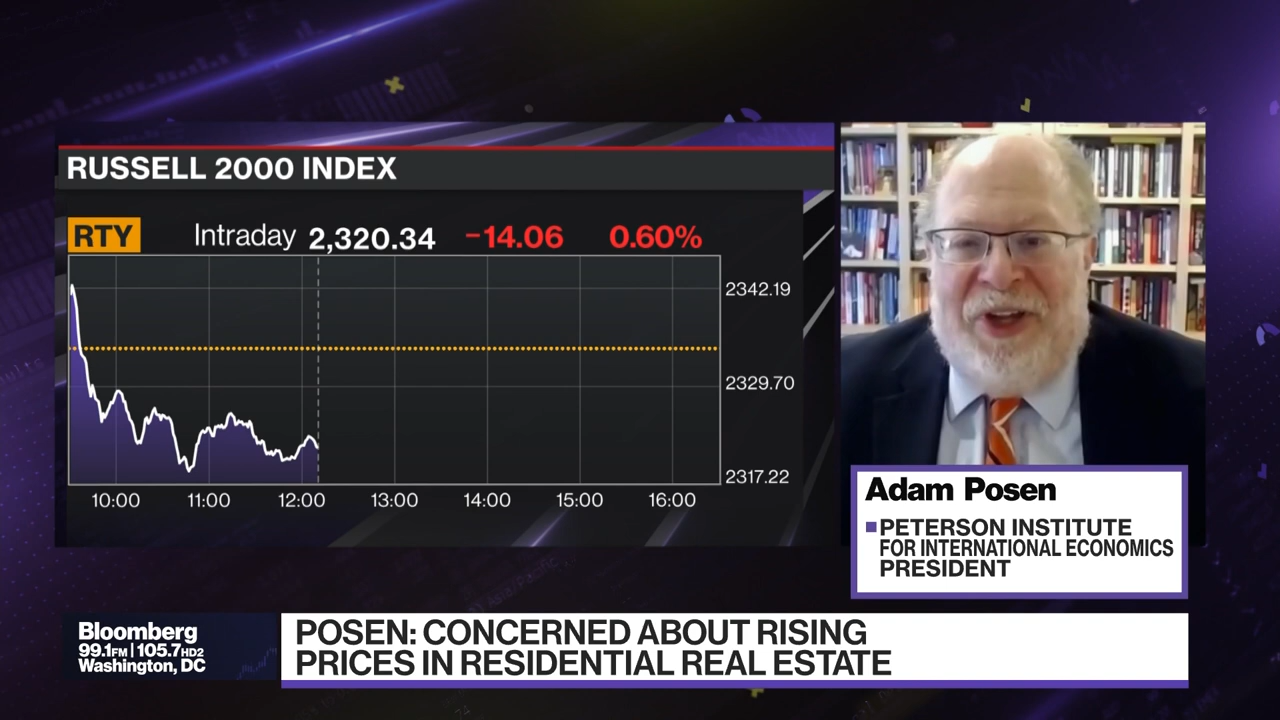 RUSSELL 2000 INDEX
RTY Intraday 2,320.34 −14.06 0.60%
2342.19
2329.70
2317.22
10:00 11:00 12:00 13:00 14:00 15:00 16:00
Adam Posen
PETERSON INSTITUTE
FOR INTERNATIONAL ECONOMICS
PRESIDENT
Bloomberg
99.1FM | 105.7HD2
Washington, DC
POSEN: CONCERNED ABOUT RISING
PRICES IN RESIDENTIAL REAL ESTATE